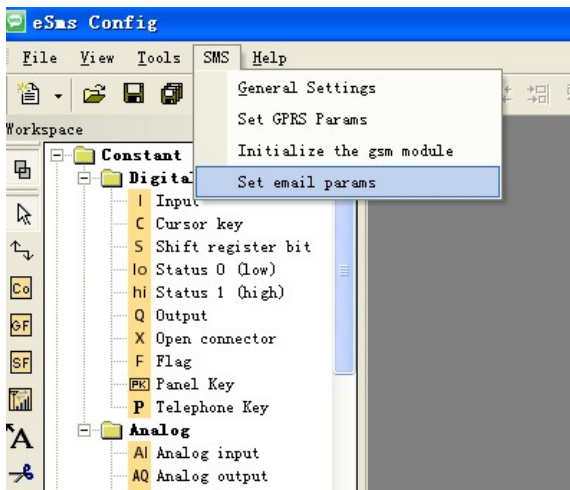 eSms Config
File View Tools SMS Help
General Settings
Set GPRS Params
Initialize the gsm module
Set email params
Workspace
Constant
Digital
I Input
C Cursor key
S Shift register bit
lo Status 0 (low)
hi Status 1 (high)
Q Output
X Open connector
F Flag
PK Panel Key
P Telephone Key
Analog
AI Analog input
AQ Analog output
Co
GF
SF
A